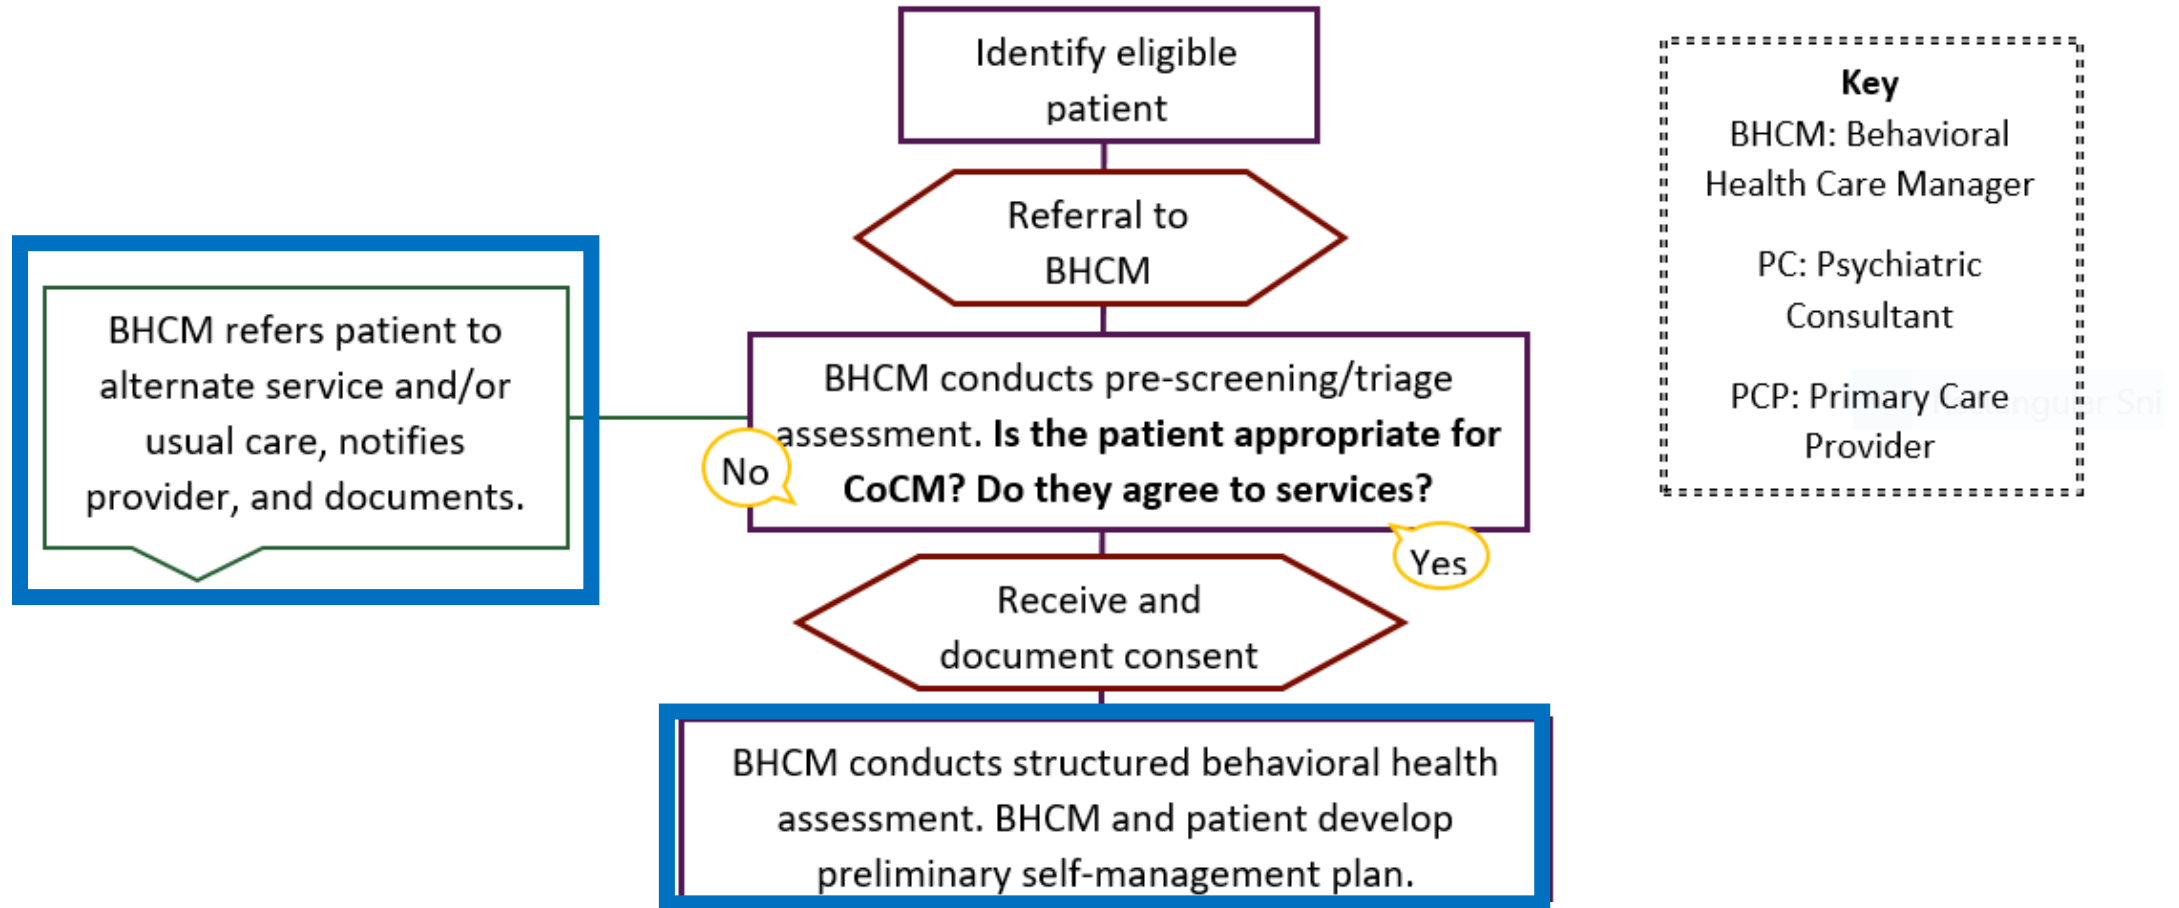 Identify eligible
patient
Referral to
BHCM
BHCM conducts pre-screening/triage
assessment. Is the patient appropriate for
CoCM? Do they agree to services?
No
Yes
BHCM refers patient to
alternate service and/or
usual care, notifies
provider, and documents.
Receive and
document consent
BHCM conducts structured behavioral health
assessment. BHCM and patient develop
preliminary self-management plan.
Key
BHCM: Behavioral
Health Care Manager
PC: Psychiatric
Consultant
PCP: Primary Care
Provider